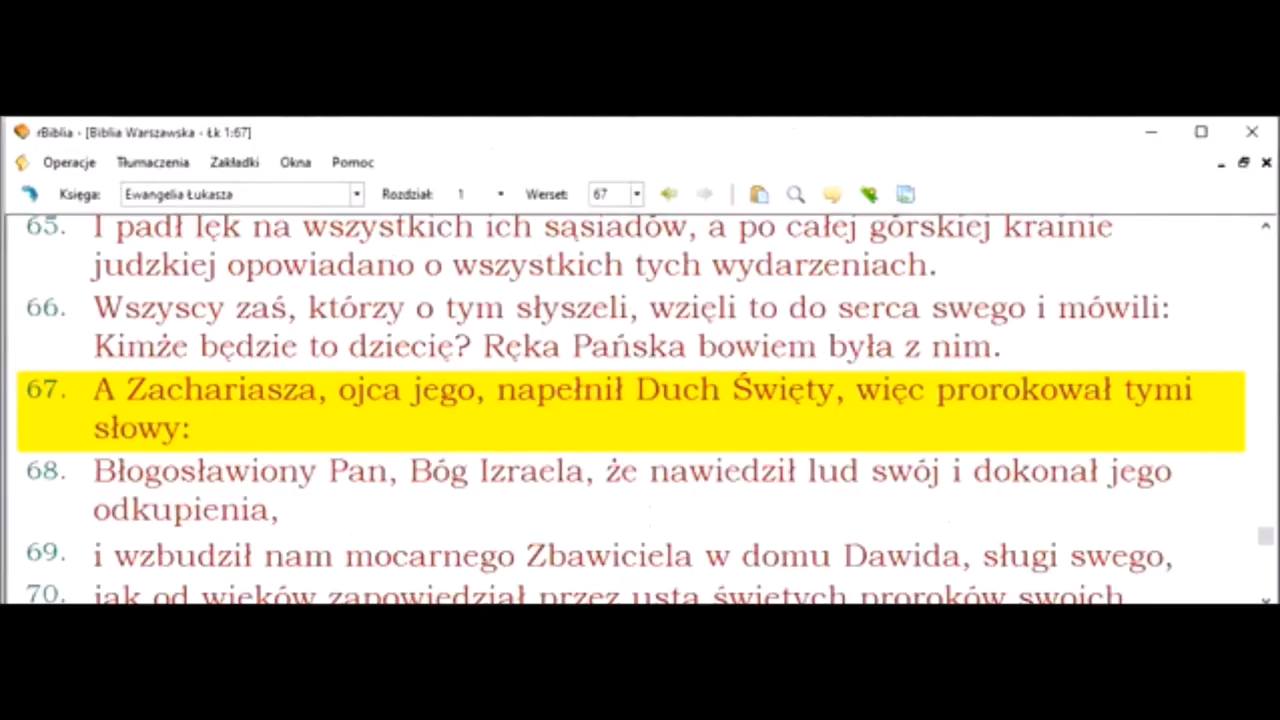 rBiblia - [Biblia Warszawska - Łk 1:67]
Operacje Tłumaczenia Zakładki Okna Pomoc
Księga: Ewangelia Łukasza Rozdział: 1 Werset: 67
65. I padł lęk na wszystkich ich sąsiadów, a po całej górskiej krainie
judzkiej opowiadano o wszystkich tych wydarzeniach.
66. Wszyscy zaś, którzy o tym słyszeli, wzięli to do serca swego i mówili:
Kimże będzie to dziecię? Ręka Pańska bowiem była z nim.
67. A Zachariasza, ojca jego, napełnił Duch Święty, więc prorokował tymi
słowy:
68. Błogosławiony Pan, Bóg Izraela, że nawiedził lud swój i dokonał jego
odkupienia,
69. i wzbudził nam mocarnego Zbawiciela w domu Dawida, sługi swego,
70. jak od wieków zapowiedział przez usta świętych proroków swoich